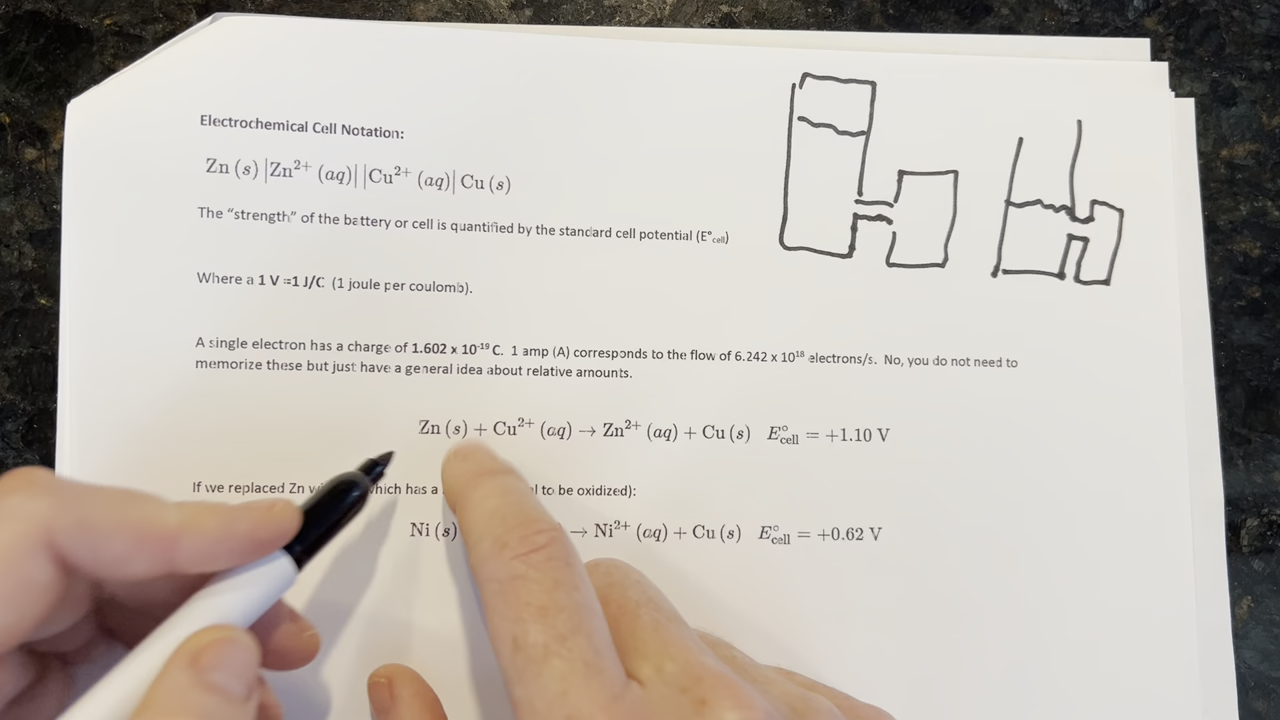 Electrochemical Cell Notation:
Zn (s) |Zn²⁺ (aq)| |Cu²⁺ (aq)| Cu (s)
The “strength” of the battery or cell is quantified by the standard cell potential (E°cell)
Where a 1 V =1 J/C (1 joule per coulomb).
A single electron has a charge of 1.602 x 10⁻¹⁹ C. 1 amp (A) corresponds to the flow of 6.242 x 10¹⁸ electrons/s. No, you do not need to
memorize these but just have a general idea about relative amounts.
Zn (s) + Cu²⁺ (aq) → Zn²⁺ (aq) + Cu (s) E°cell = +1.10 V
If we replaced Zn which has a to be oxidized):
Ni (s) → Ni²⁺ (aq) + Cu (s) E°cell = +0.62 V